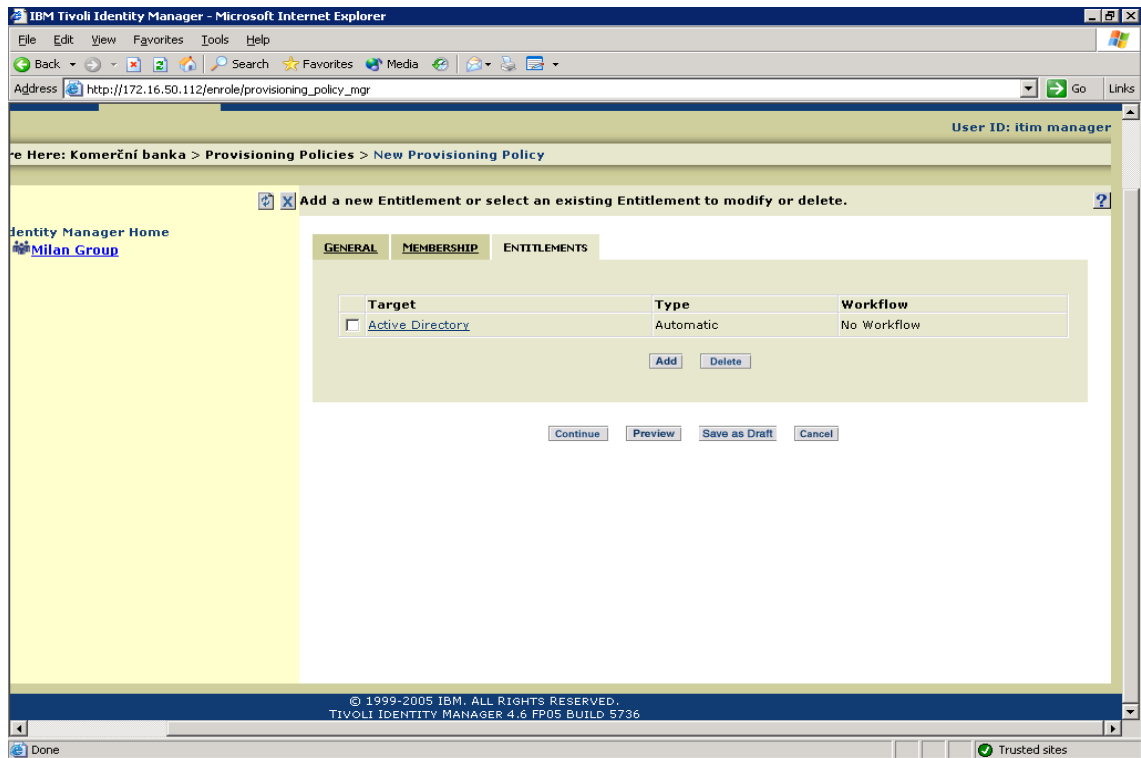 IBM Tivoli Identity Manager - Microsoft Internet Explorer
File Edit View Favorites Tools Help
Back Search Favorites Media
Address http://172.16.50.112/enrole/provisioning_policy_mgr Go Links
User ID: itim manager
re Here: Komerční banka > Provisioning Policies > New Provisioning Policy
X Add a new Entitlement or select an existing Entitlement to modify or delete. ?
dentity Manager Home
Milan Group
GENERAL MEMBERSHIP ENTITLEMENTS
Target Type Workflow
Active Directory Automatic No Workflow
Add Delete
Continue Preview Save as Draft Cancel
© 1999-2005 IBM. ALL RIGHTS RESERVED.
TIVOLI IDENTITY MANAGER 4.6 FP05 BUILD 5736
Done Trusted sites